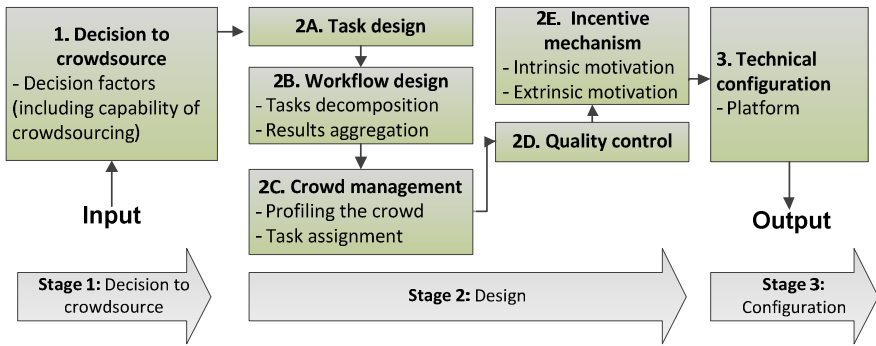 1. Decision to
crowdsource
- Decision factors
(including capability of
crowdsourcing)
Input
2A. Task design
2B. Workflow design
- Tasks decomposition
- Results aggregation
2C. Crowd management
- Profiling the crowd
- Task assignment
2D. Quality control
2E. Incentive
mechanism
- Intrinsic motivation
- Extrinsic motivation
3. Technical
configuration
- Platform
Output
Stage 1: Decision to
crowdsource
Stage 2: Design
Stage 3:
Configuration